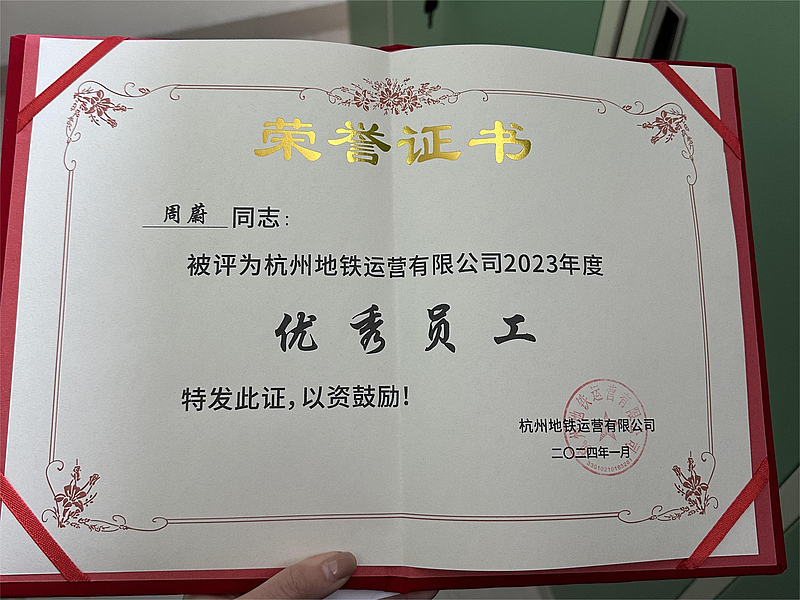 荣誉证书
周蔚 同志：
被评为杭州地铁运营有限公司2023年度
优秀员工
特发此证，以资鼓励！
杭州地铁运营有限公司
二〇二四年一月